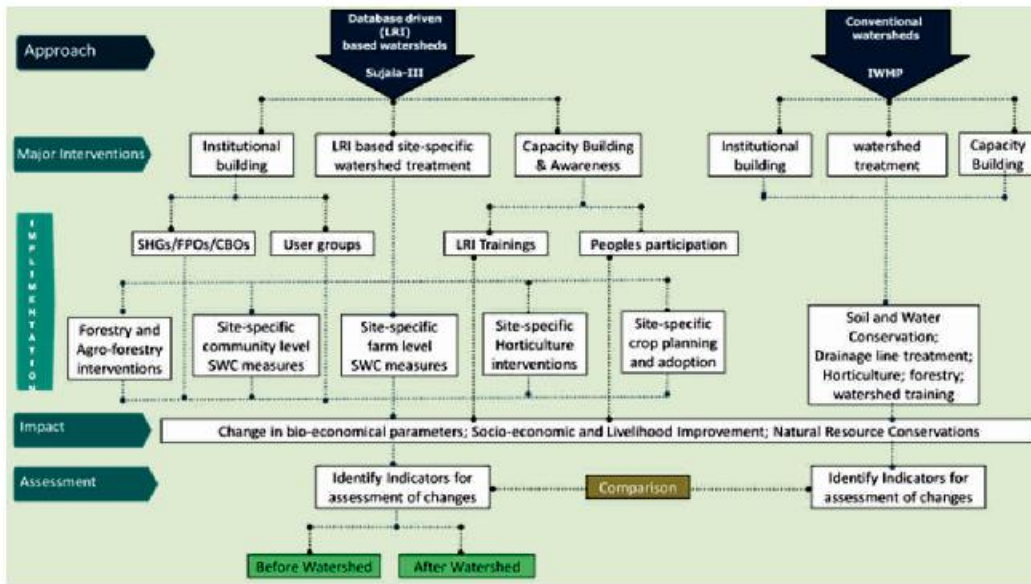 Approach
Database driven
(LRI)
based watersheds
Sujala-III
Conventional
watersheds
IWMP
Major Interventions
Institutional
building
LRI based site-specific
watershed treatment
Capacity Building
& Awareness
Institutional
building
watershed
treatment
Capacity
Building
IMPLIMENTATION
SHGs/FPOs/CBOs
User groups
LRI Trainings
Peoples participation
Forestry and
Agro-forestry
interventions
Site-specific
community level
SWC measures
Site-specific
farm level
SWC measures
Site-specific
Horticulture
interventions
Site-specific
crop planning
and adoption
Soil and Water
Conservation;
Drainage line treatment;
Horticulture; forestry;
watershed training
Impact
Change in bio-economical parameters; Socio-economic and Livelihood Improvement; Natural Resource Conservations
Assessment
Identify Indicators for
assessment of changes
Comparison
Identify Indicators for
assessment of changes
Before Watershed
After Watershed